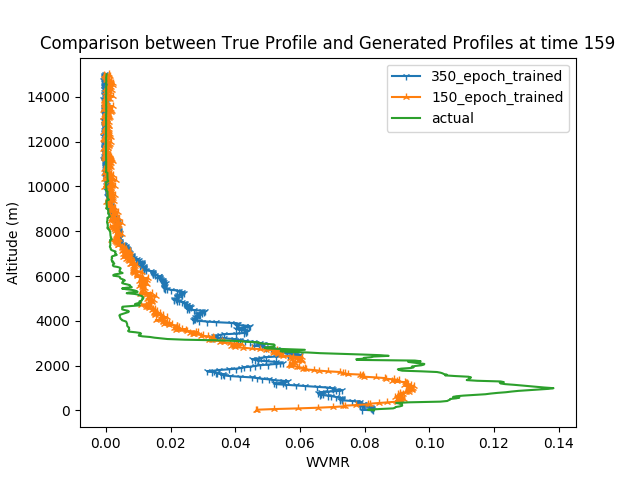 Comparison between True Profile and Generated Profiles at time 159
350_epoch_trained
150_epoch_trained
actual
14000
12000
10000
8000
6000
4000
2000
0
Altitude (m)
0.00 0.02 0.04 0.06 0.08 0.10 0.12 0.14
WVMR